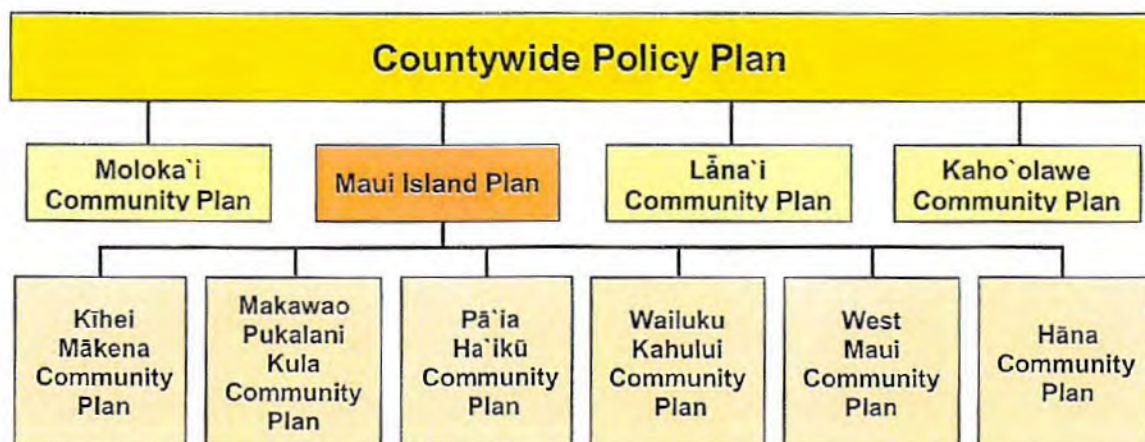 Countywide Policy Plan
Moloka`i
Community Plan
Maui Island Plan
Lāna`i
Community Plan
Kaho`olawe
Community Plan
Kīhei
Mākena
Community
Plan
Makawao
Pukalani
Kula
Community
Plan
Pā`ia
Ha`ikū
Community
Plan
Wailuku
Kahului
Community
Plan
West
Maui
Community
Plan
Hāna
Community
Plan